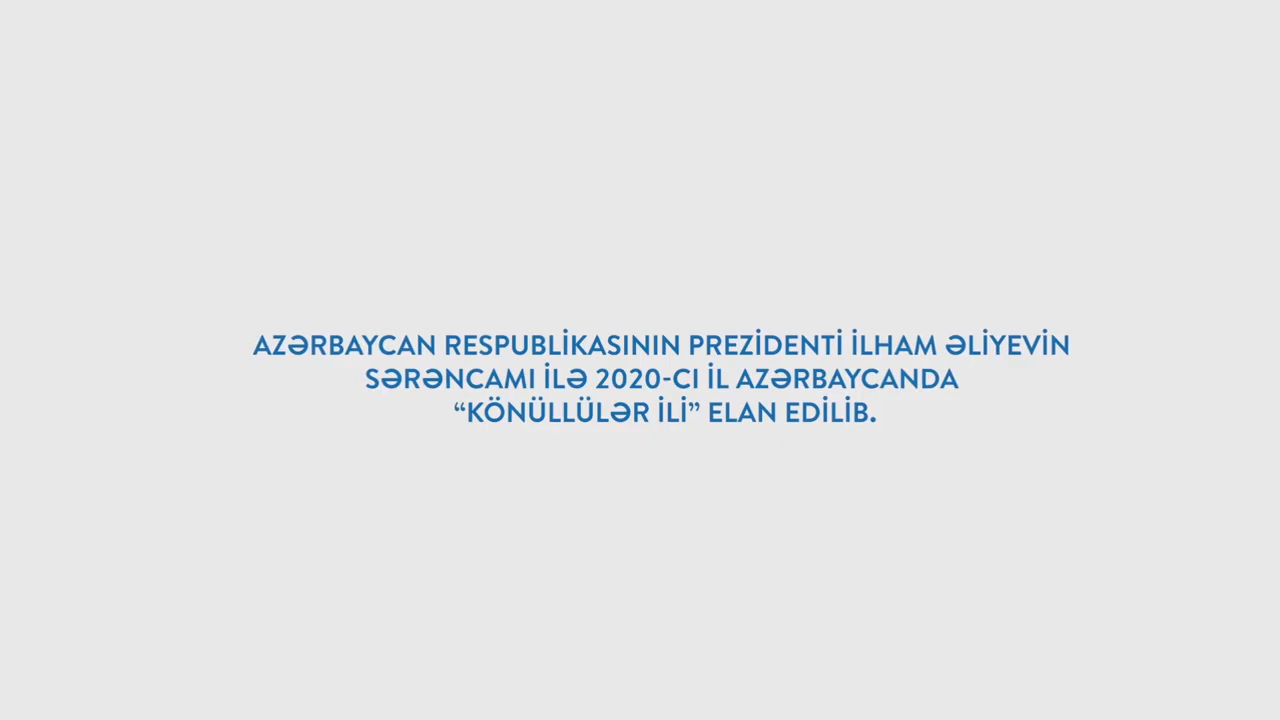 AZƏRBAYCAN RESPUBLİKASININ PREZİDENTİ İLHAM ƏLİYEVİN
SƏRƏNCAMI İLƏ 2020-CI İL AZƏRBAYCANDA
“KÖNÜLLÜLƏR İLİ” ELAN EDİLİB.